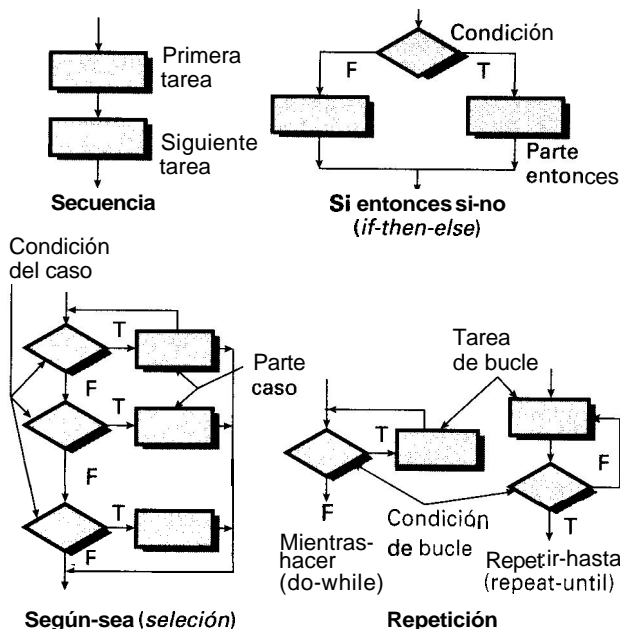 Primera
tarea
Siguiente
tarea
Secuencia
Condición
F
T
Parte
entonces
Si entonces si-no
(if-then-else)
Condición
del caso
T
F
T
F
T
F
Parte
caso
Según-sea (seleción)
Tarea
de bucle
T
F
Condición
de bucle
Mientras-
hacer
(do-while)
F
T
Repetir-hasta
(repeat-until)
Repetición